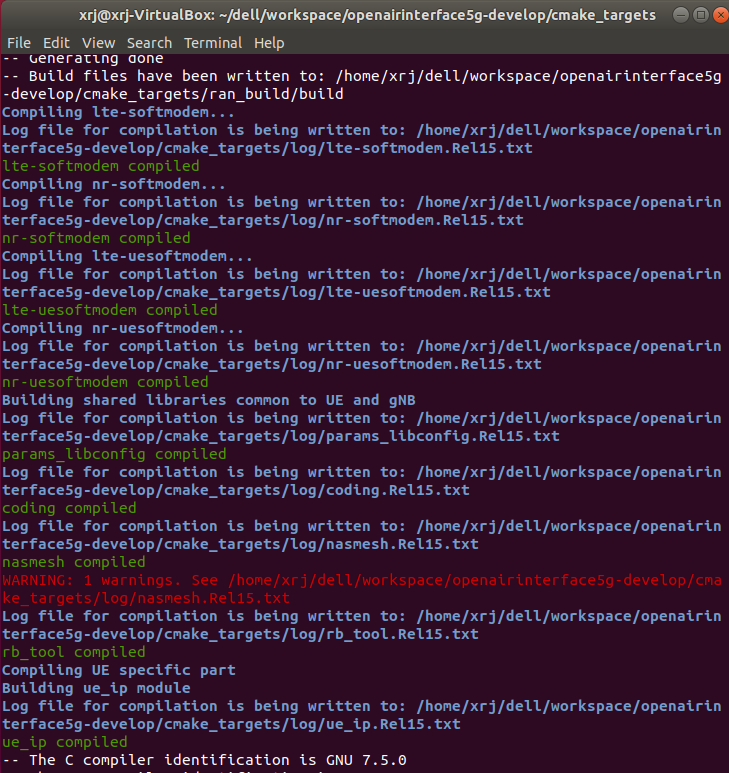 xrj@xrj-VirtualBox: ~/dell/workspace/openairinterface5g-develop/cmake_targets
File Edit View Search Terminal Help
-- Generating done
-- Build files have been written to: /home/xrj/dell/workspace/openairinterface5g
-develop/cmake_targets/ran_build/build
Compiling lte-softmodem...
Log file for compilation is being written to: /home/xrj/dell/workspace/openairin
terface5g-develop/cmake_targets/log/lte-softmodem.Rel15.txt
lte-softmodem compiled
Compiling nr-softmodem...
Log file for compilation is being written to: /home/xrj/dell/workspace/openairin
terface5g-develop/cmake_targets/log/nr-softmodem.Rel15.txt
nr-softmodem compiled
Compiling lte-uesoftmodem...
Log file for compilation is being written to: /home/xrj/dell/workspace/openairin
terface5g-develop/cmake_targets/log/lte-uesoftmodem.Rel15.txt
lte-uesoftmodem compiled
Compiling nr-uesoftmodem...
Log file for compilation is being written to: /home/xrj/dell/workspace/openairin
terface5g-develop/cmake_targets/log/nr-uesoftmodem.Rel15.txt
nr-uesoftmodem compiled
Building shared libraries common to UE and gNB
Log file for compilation is being written to: /home/xrj/dell/workspace/openairin
terface5g-develop/cmake_targets/log/params_libconfig.Rel15.txt
params_libconfig compiled
Log file for compilation is being written to: /home/xrj/dell/workspace/openairin
terface5g-develop/cmake_targets/log/coding.Rel15.txt
coding compiled
Log file for compilation is being written to: /home/xrj/dell/workspace/openairin
terface5g-develop/cmake_targets/log/nasmesh.Rel15.txt
nasmesh compiled
WARNING: 1 warnings. See /home/xrj/dell/workspace/openairinterface5g-develop/cma
ke_targets/log/nasmesh.Rel15.txt
Log file for compilation is being written to: /home/xrj/dell/workspace/openairin
terface5g-develop/cmake_targets/log/rb_tool.Rel15.txt
rb_tool compiled
Compiling UE specific part
Building ue_ip module
Log file for compilation is being written to: /home/xrj/dell/workspace/openairin
terface5g-develop/cmake_targets/log/ue_ip.Rel15.txt
ue_ip compiled
-- The C compiler identification is GNU 7.5.0